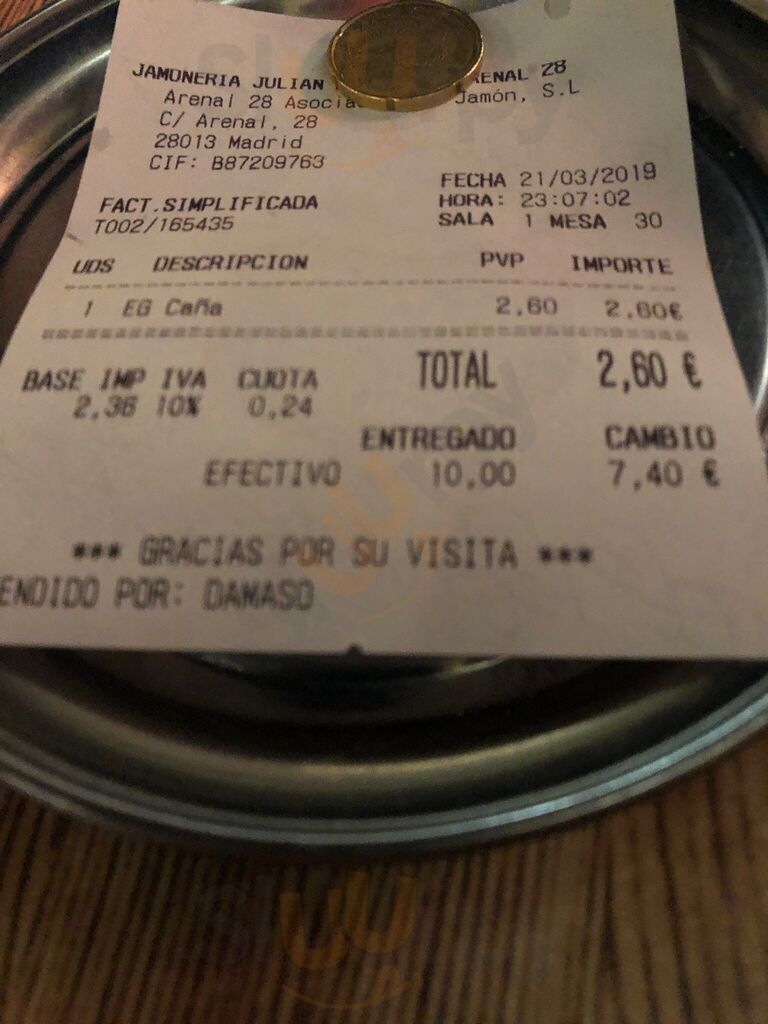 JAMONERIA JULIAN ARENAL 28
Arenal 28 Jamón, S.L
C/ Arenal, 28
28013 Madrid
CIF: B87209763
FECHA 21/03/2019
FACT.SIMPLIFICADA HORA: 23:07:02
T002/165435 SALA 1 MESA 30
UDS DESCRIPCION PVP IMPORTE
1 EG Caña 2,60 2,60€
TOTAL 2,60 €
BASE IMP IVA CUOTA
2,36 10% 0,24
ENTREGADO CAMBIO
EFECTIVO 10,00 7,40 €
*** GRACIAS POR SU VISITA ***
ENDIDO POR: DAMASO